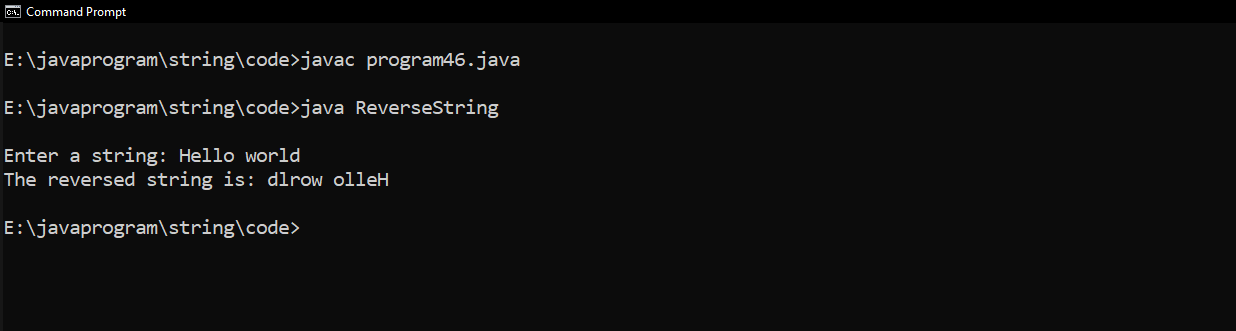 Command Prompt
E:\javaprogram\string\code>javac program46.java
E:\javaprogram\string\code>java ReverseString
Enter a string: Hello world
The reversed string is: dlrow olleH
E:\javaprogram\string\code>